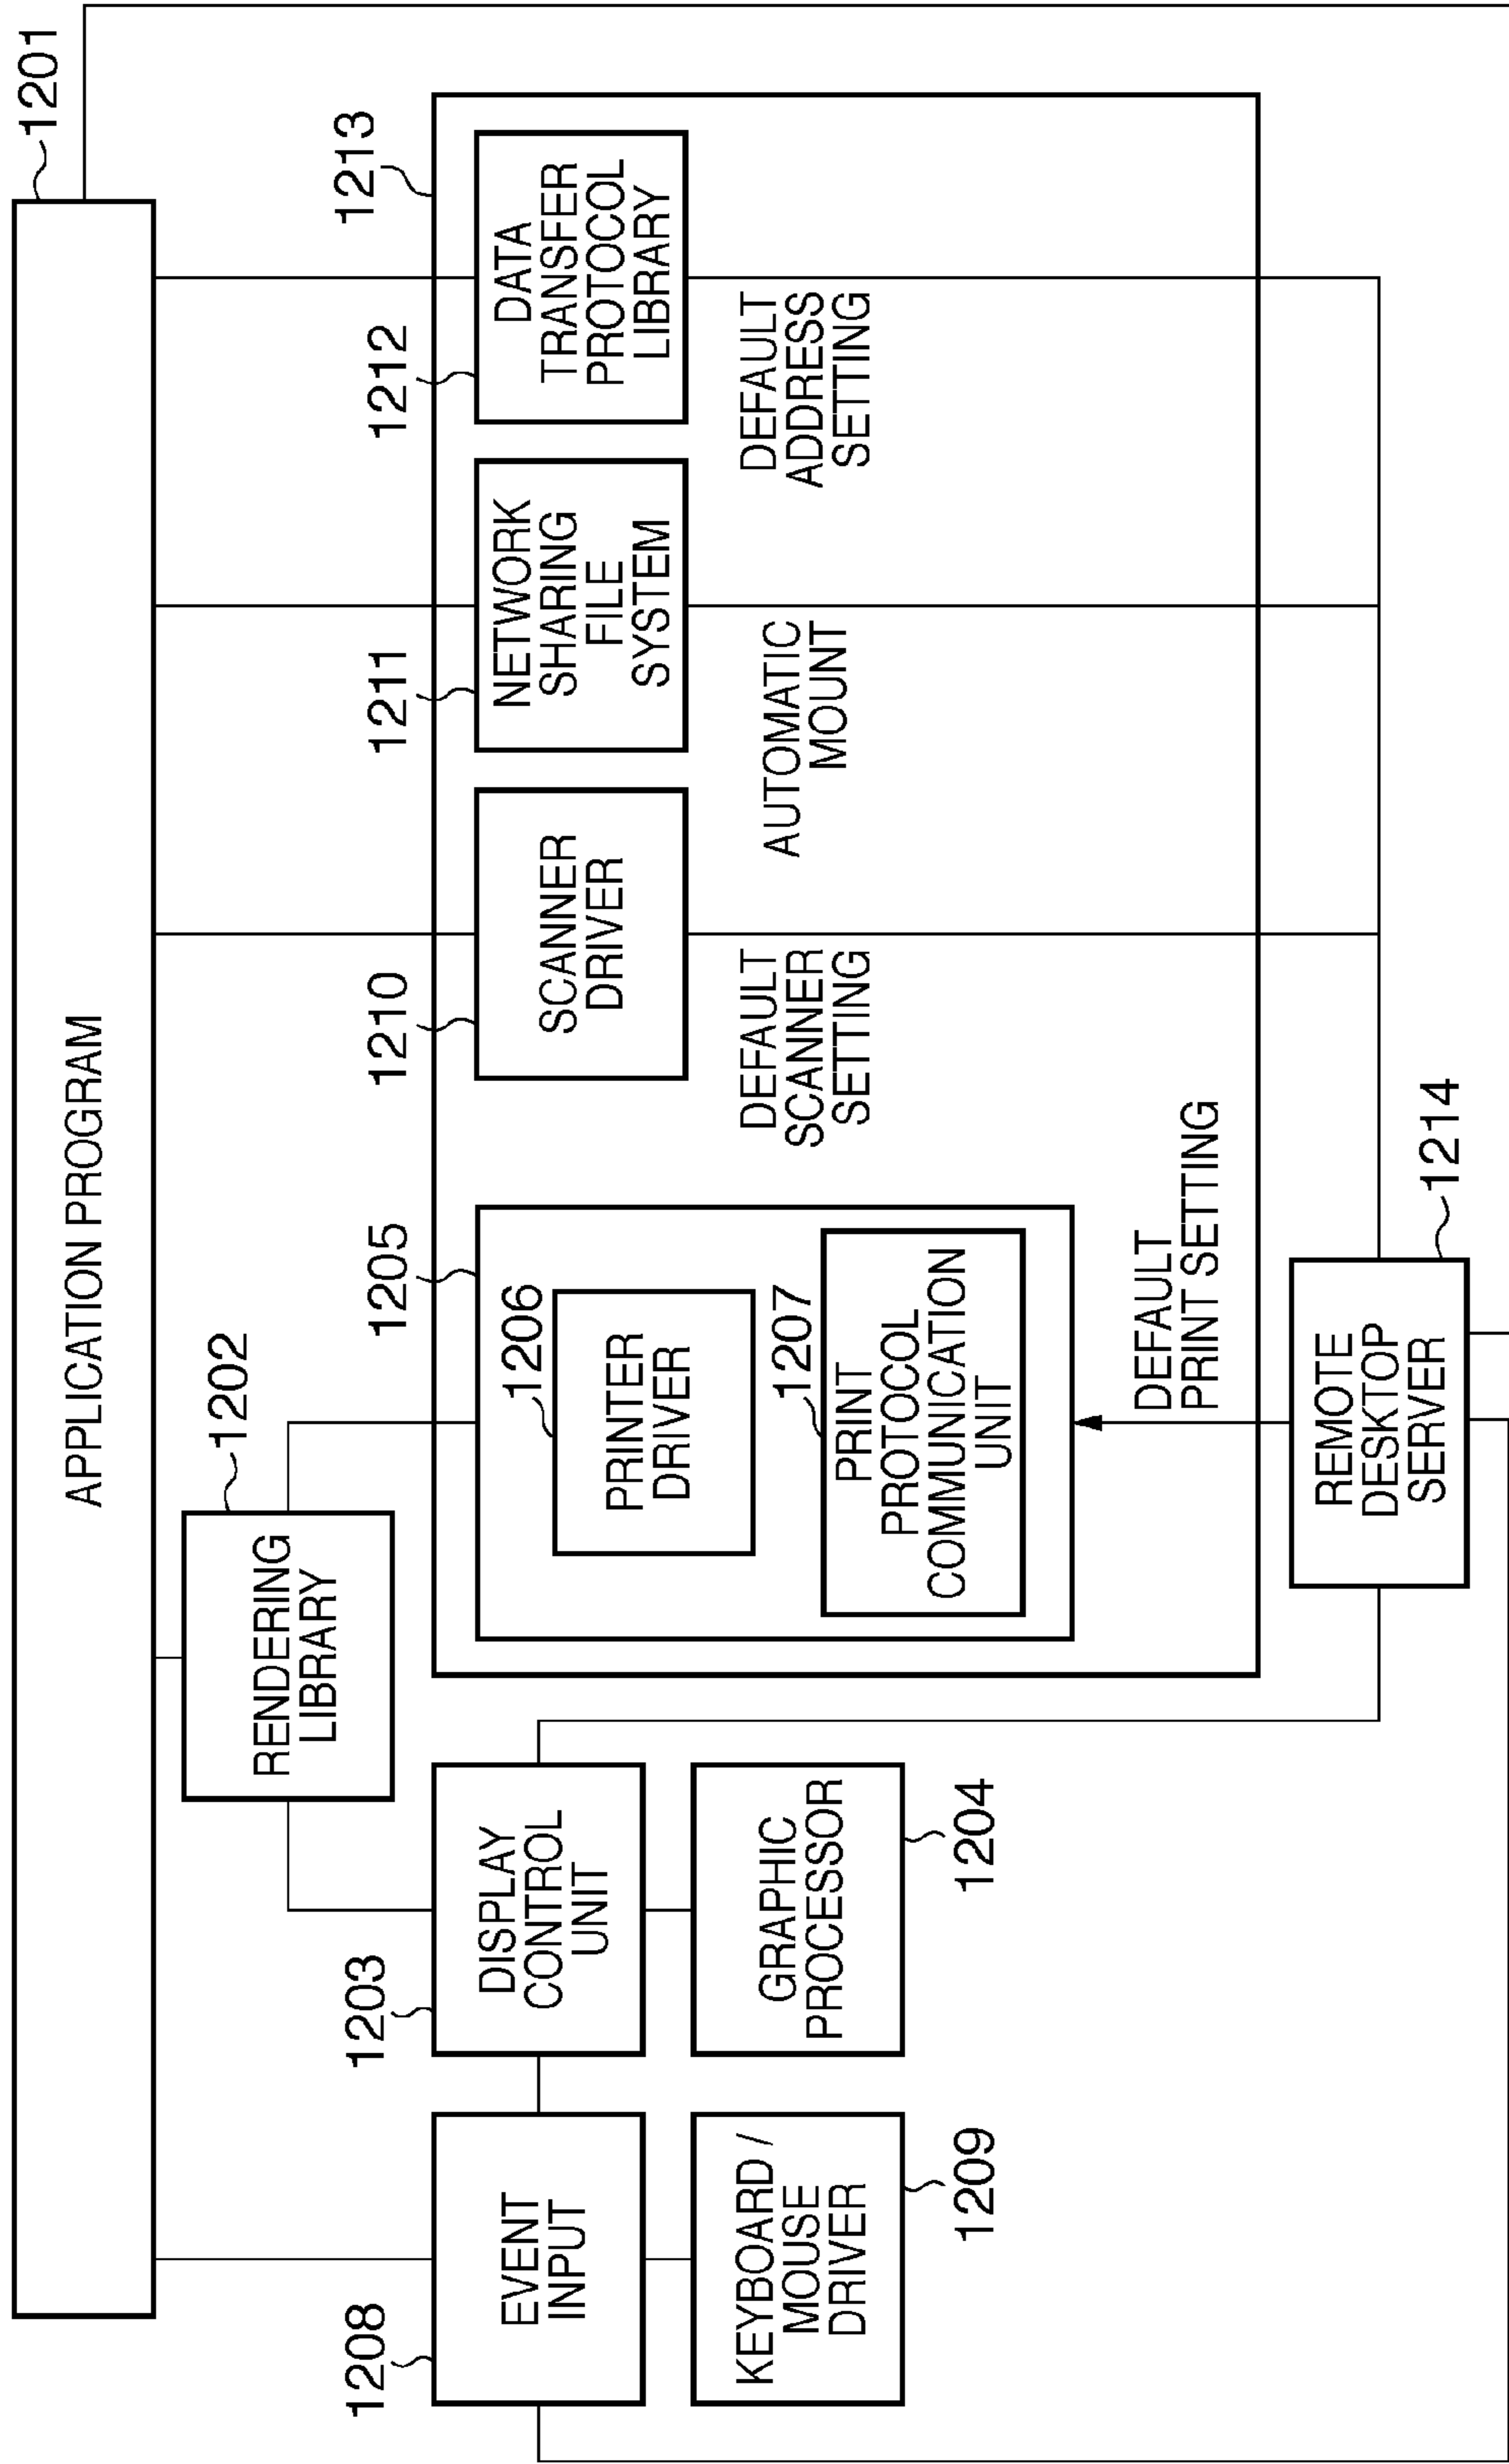 APPLICATION PROGRAM
1201
RENDERING
LIBRARY
1202
1208
EVENT
INPUT
1203
DISPLAY
CONTROL
UNIT
KEYBOARD /
MOUSE
DRIVER
1209
GRAPHIC
PROCESSOR
1204
1205
1206
PRINTER
DRIVER
1207
PRINT
PROTOCOL
COMMUNICATION
UNIT
1210
SCANNER
DRIVER
1211
NETWORK
SHARING
FILE
SYSTEM
1212
DATA
TRANSFER
PROTOCOL
LIBRARY
1213
DEFAULT
SCANNER
SETTING
AUTOMATIC
MOUNT
DEFAULT
ADDRESS
SETTING
DEFAULT
PRINT SETTING
REMOTE
DESKTOP
SERVER
1214